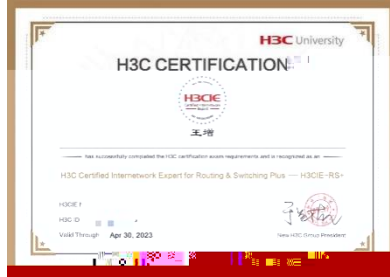 H3C University
H3C CERTIFICATION
H3CIE
王增
has successfully completed the H3C certification exam requirements and is recognized as an
H3C Certified Internetwork Expert for Routing & Switching Plus — H3CIE-RS+
H3CIE
H3C ID
Valid Through Apr 30, 2023
New H3C Group President